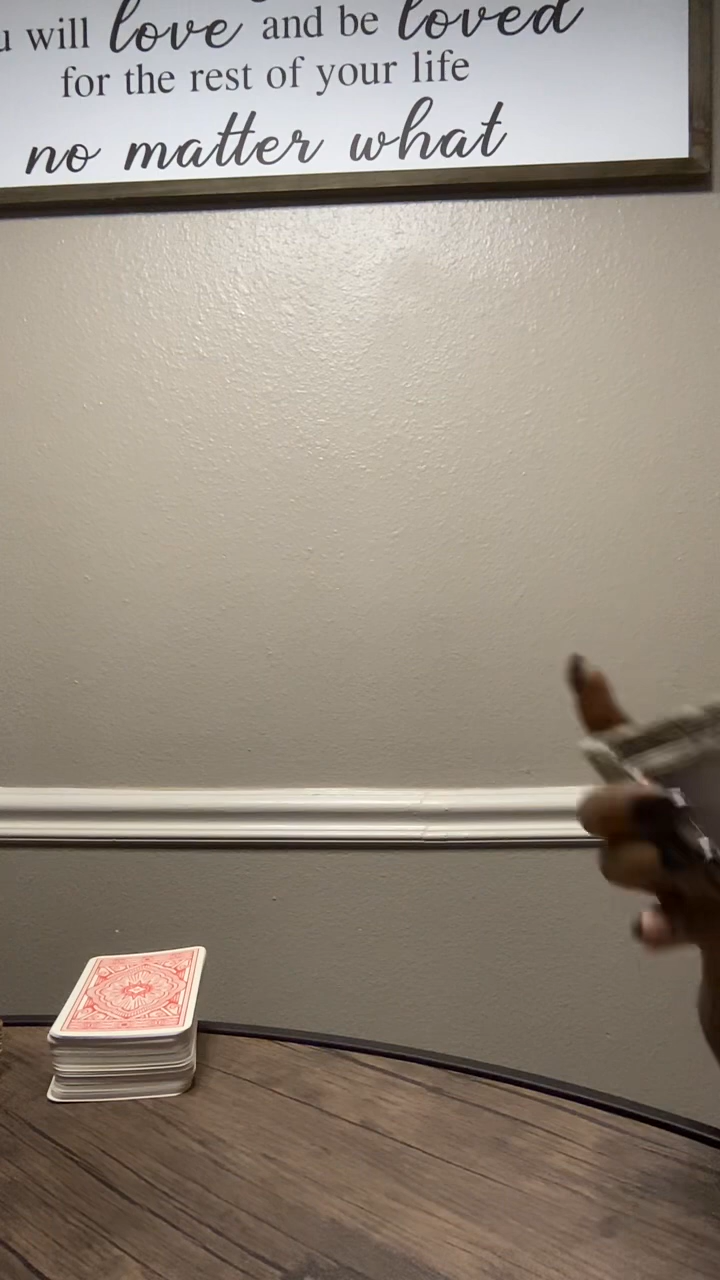 will love and be loved
for the rest of your life
no matter what